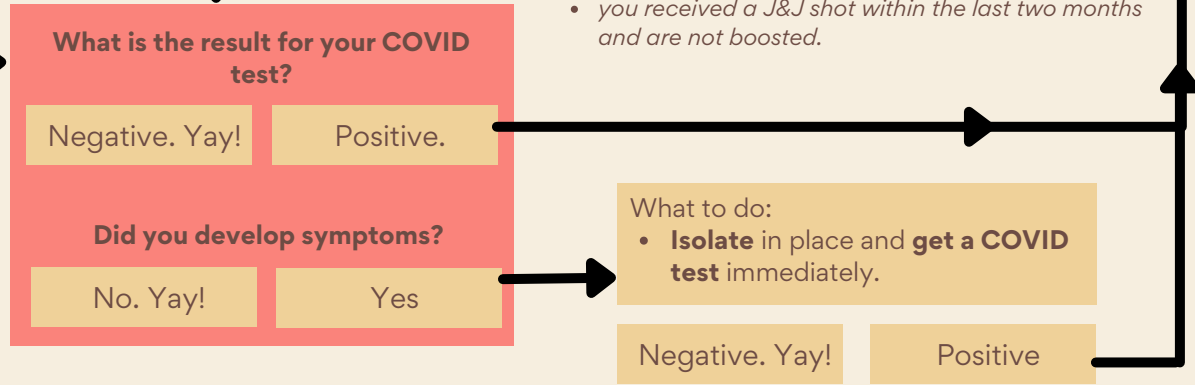 • you received a J&J shot within the last two months
and are not boosted.
What is the result for your COVID
test?
Negative. Yay!
Positive.
Did you develop symptoms?
No. Yay!
Yes
What to do:
• Isolate in place and get a COVID
test immediately.
Negative. Yay!
Positive